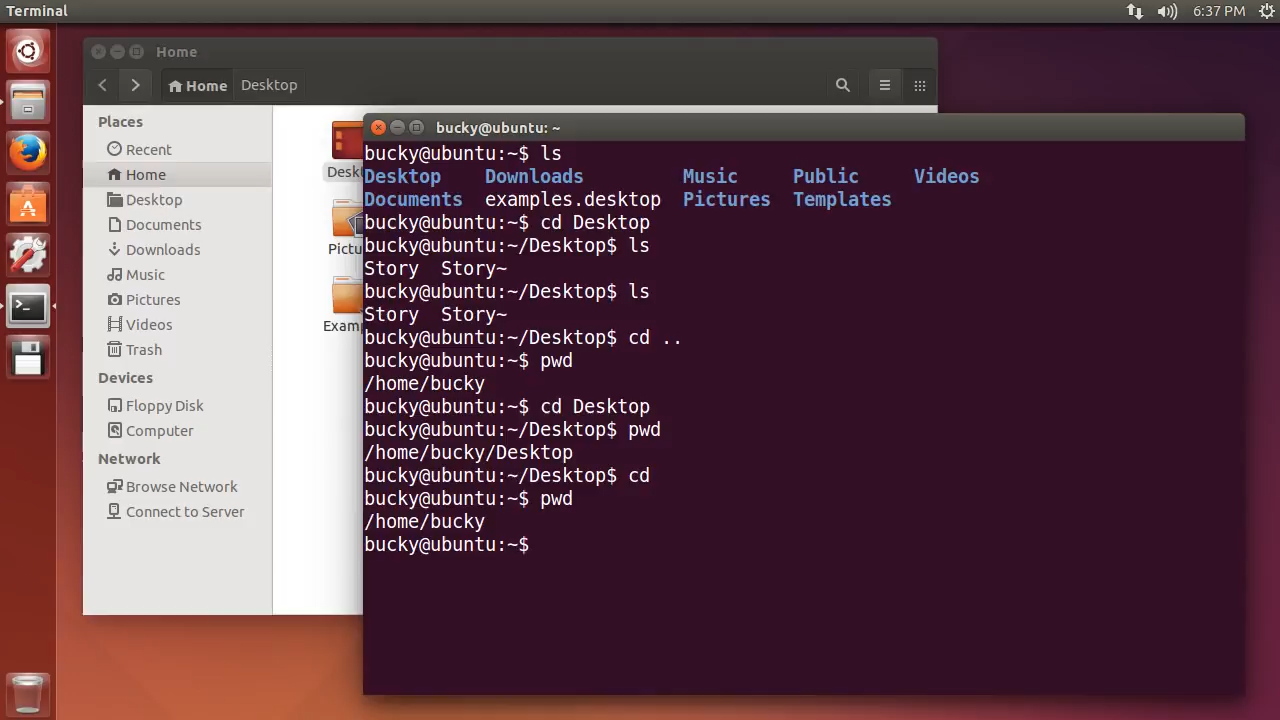 Terminal
6:37 PM
Home
Home Desktop
Places
Recent
Home
Desktop
Documents
Downloads
Music
Pictures
Videos
Trash
Devices
Floppy Disk
Computer
Network
Browse Network
Connect to Server
Deskt
Pictu
Examp
bucky@ubuntu: ~
bucky@ubuntu:~$ ls
Desktop Downloads Music Public Videos
Documents examples.desktop Pictures Templates
bucky@ubuntu:~$ cd Desktop
bucky@ubuntu:~/Desktop$ ls
Story Story~
bucky@ubuntu:~/Desktop$ ls
Story Story~
bucky@ubuntu:~/Desktop$ cd ..
bucky@ubuntu:~$ pwd
/home/bucky
bucky@ubuntu:~$ cd Desktop
bucky@ubuntu:~/Desktop$ pwd
/home/bucky/Desktop
bucky@ubuntu:~/Desktop$ cd
bucky@ubuntu:~$ pwd
/home/bucky
bucky@ubuntu:~$